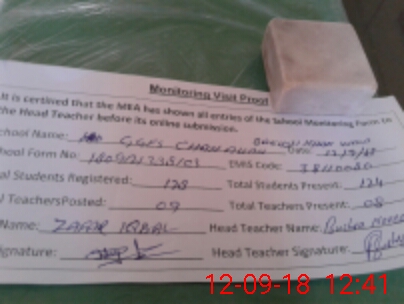 Monitoring Visit Proof
It is certified that the MEA has shown all entries of the School Monitoring Form to
the Head Teacher before its online submission.
School Name: GGES
School Form No: EMIS Code:
Total Students Registered: 128 Total Students Present: 124
Total Teachers Posted: 09 Total Teachers Present: 08
Name: ZAFAR IQBAL Head Teacher Name: Bushra
Signature: Head Teacher Signature:
12-09-18 12:41